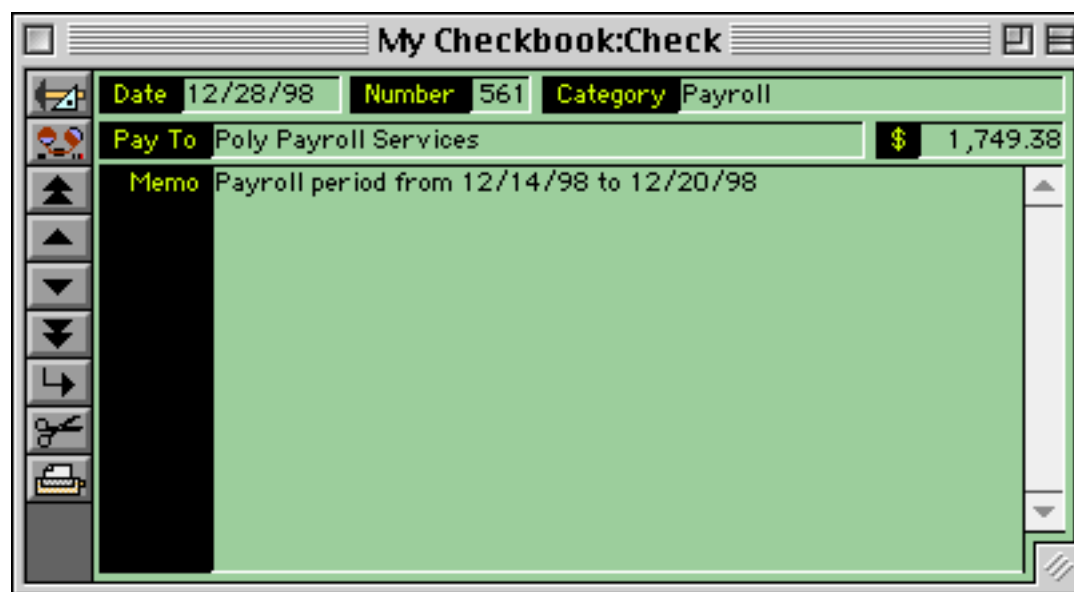 My Checkbook:Check
Date 12/28/98 Number 561 Category Payroll
Pay To Poly Payroll Services $ 1,749.38
Memo Payroll period from 12/14/98 to 12/20/98